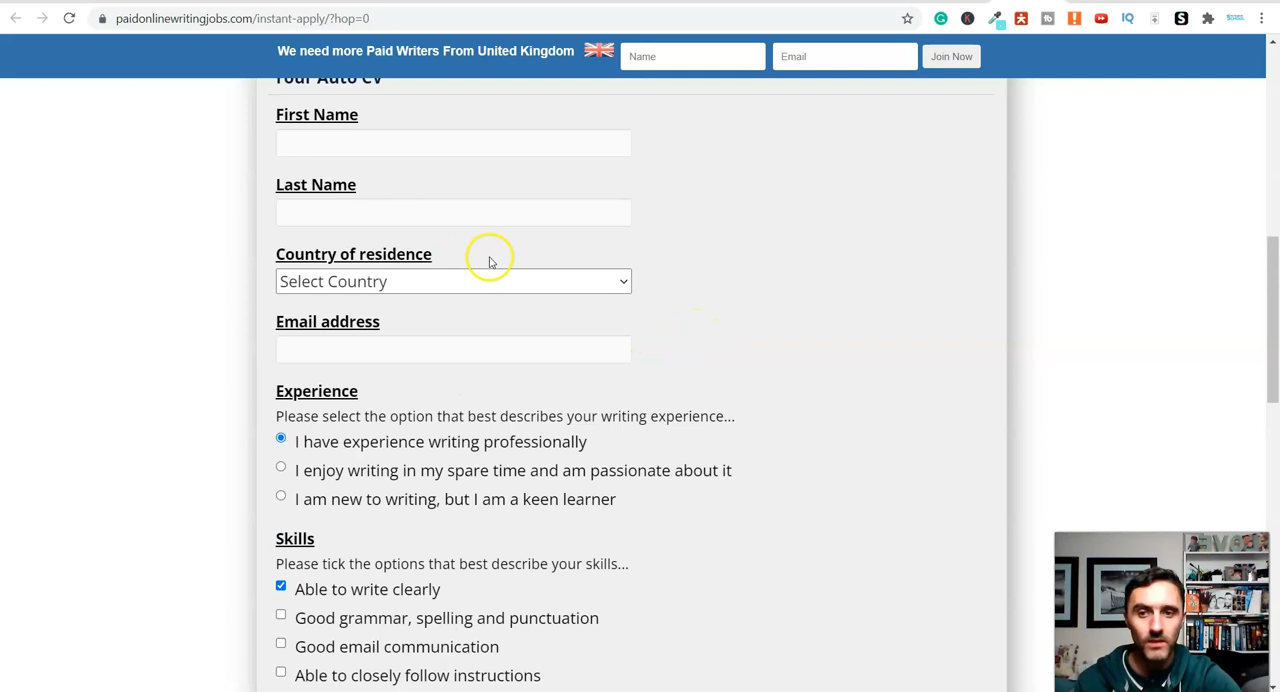 paidonlinewritingjobs.com/instant-apply/?hop=0
We need more Paid Writers From United Kingdom
Name
Email
Join Now
Your Auto CV
First Name
Last Name
Country of residence
Select Country
Email address
Experience
Please select the option that best describes your writing experience...
I have experience writing professionally
I enjoy writing in my spare time and am passionate about it
I am new to writing, but I am a keen learner
Skills
Please tick the options that best describe your skills...
Able to write clearly
Good grammar, spelling and punctuation
Good email communication
Able to closely follow instructions